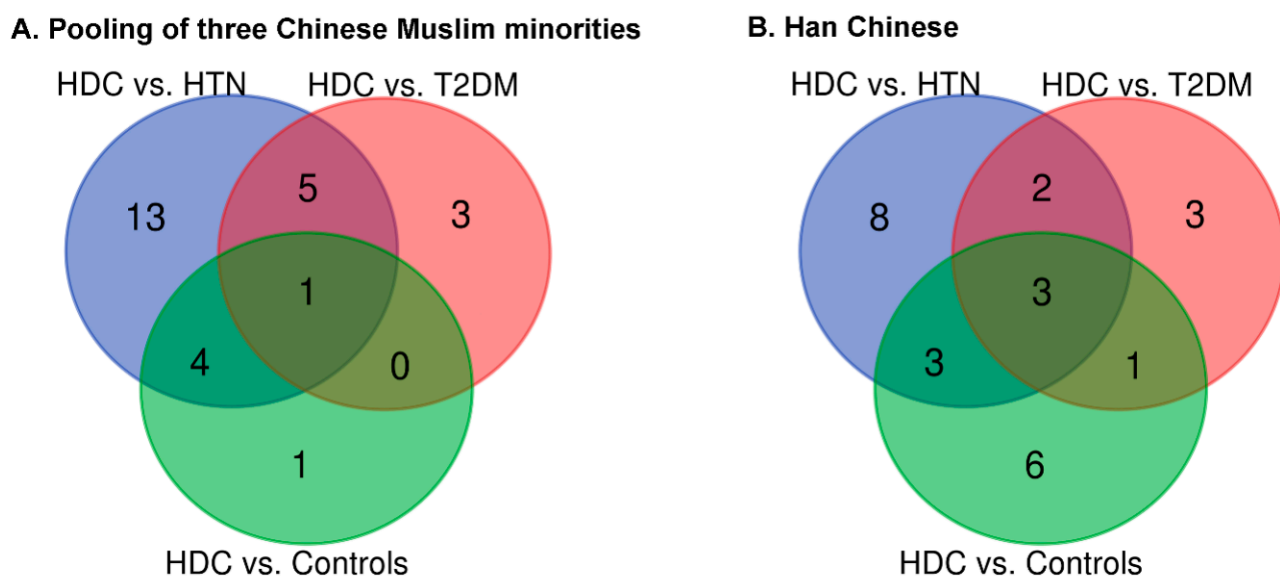 A. Pooling of three Chinese Muslim minorities
HDC vs. HTN
HDC vs. T2DM
5
13
3
1
4
0
1
HDC vs. Controls
B. Han Chinese
HDC vs. HTN
HDC vs. T2DM
2
8
3
3
3
1
6
HDC vs. Controls